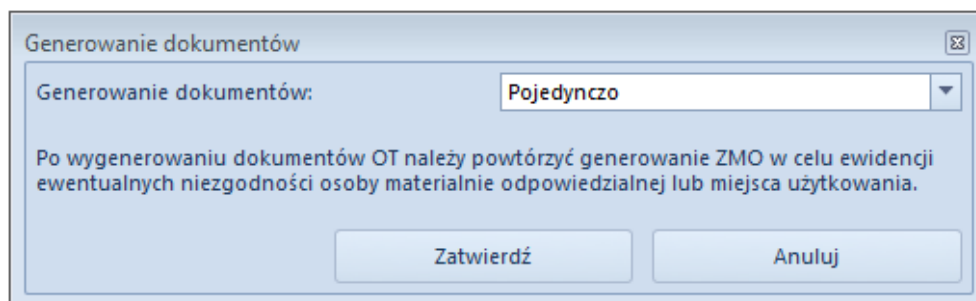 Generowanie dokumentów
Generowanie dokumentów: Pojedynczo
Po wygenerowaniu dokumentów OT należy powtórzyć generowanie ZMO w celu ewidencji
ewentualnych niezgodności osoby materialnie odpowiedzialnej lub miejsca użytkowania.
Zatwierdź Anuluj